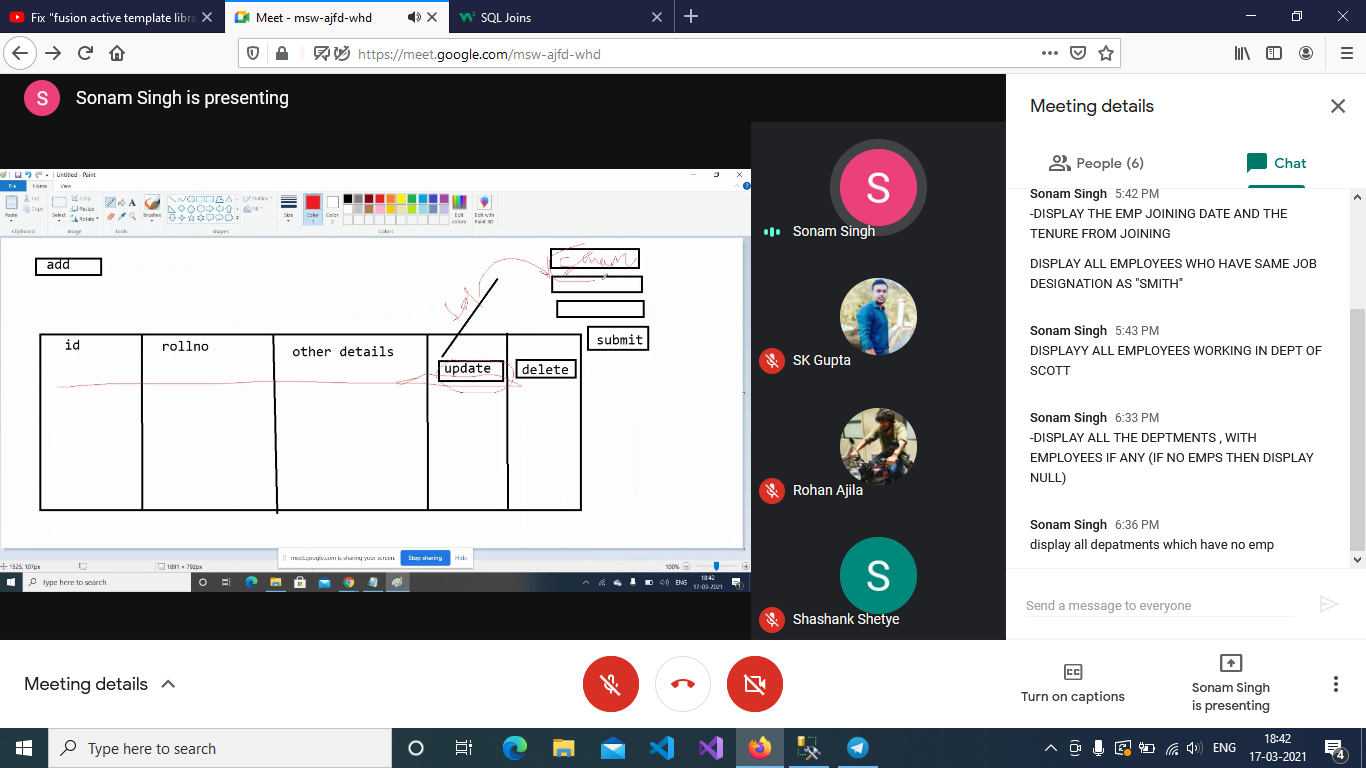 Fix "fusion active template libra
Meet - msw-ajfd-whd
SQL Joins
https://meet.google.com/msw-ajfd-whd
S
Sonam Singh is presenting
Untitled - Paint
File
Home
View
Paste
Cut
Copy
Clipboard
Select
Crop
Resize
Rotate
Image
Tools
Brushes
Shapes
Outline
Fill
Size
Color 1
Color 2
Colors
Edit colors
Edit with Paint 3D
add
id
rollno
other details
update
delete
submit
meet.google.com is sharing your screen.
Stop sharing
Hide
1525, 107px
1891 × 792px
100%
Type here to search
ENG
18:42
17-03-2021
S
Sonam Singh
SK Gupta
Rohan Ajila
S
Shashank Shetye
Meeting details
People (6)
Chat
Sonam Singh 5:42 PM
-DISPLAY THE EMP JOINING DATE AND THE
TENURE FROM JOINING
DISPLAY ALL EMPLOYEES WHO HAVE SAME JOB
DESIGNATION AS "SMITH"
Sonam Singh 5:43 PM
DISPLAYY ALL EMPLOYEES WORKING IN DEPT OF
SCOTT
Sonam Singh 6:33 PM
-DISPLAY ALL THE DEPTMENTS , WITH
EMPLOYEES IF ANY (IF NO EMPS THEN DISPLAY
NULL)
Sonam Singh 6:36 PM
display all depatments which have no emp
Send a message to everyone
Meeting details
Turn on captions
Sonam Singh
is presenting
Type here to search
ENG
18:42
17-03-2021
4